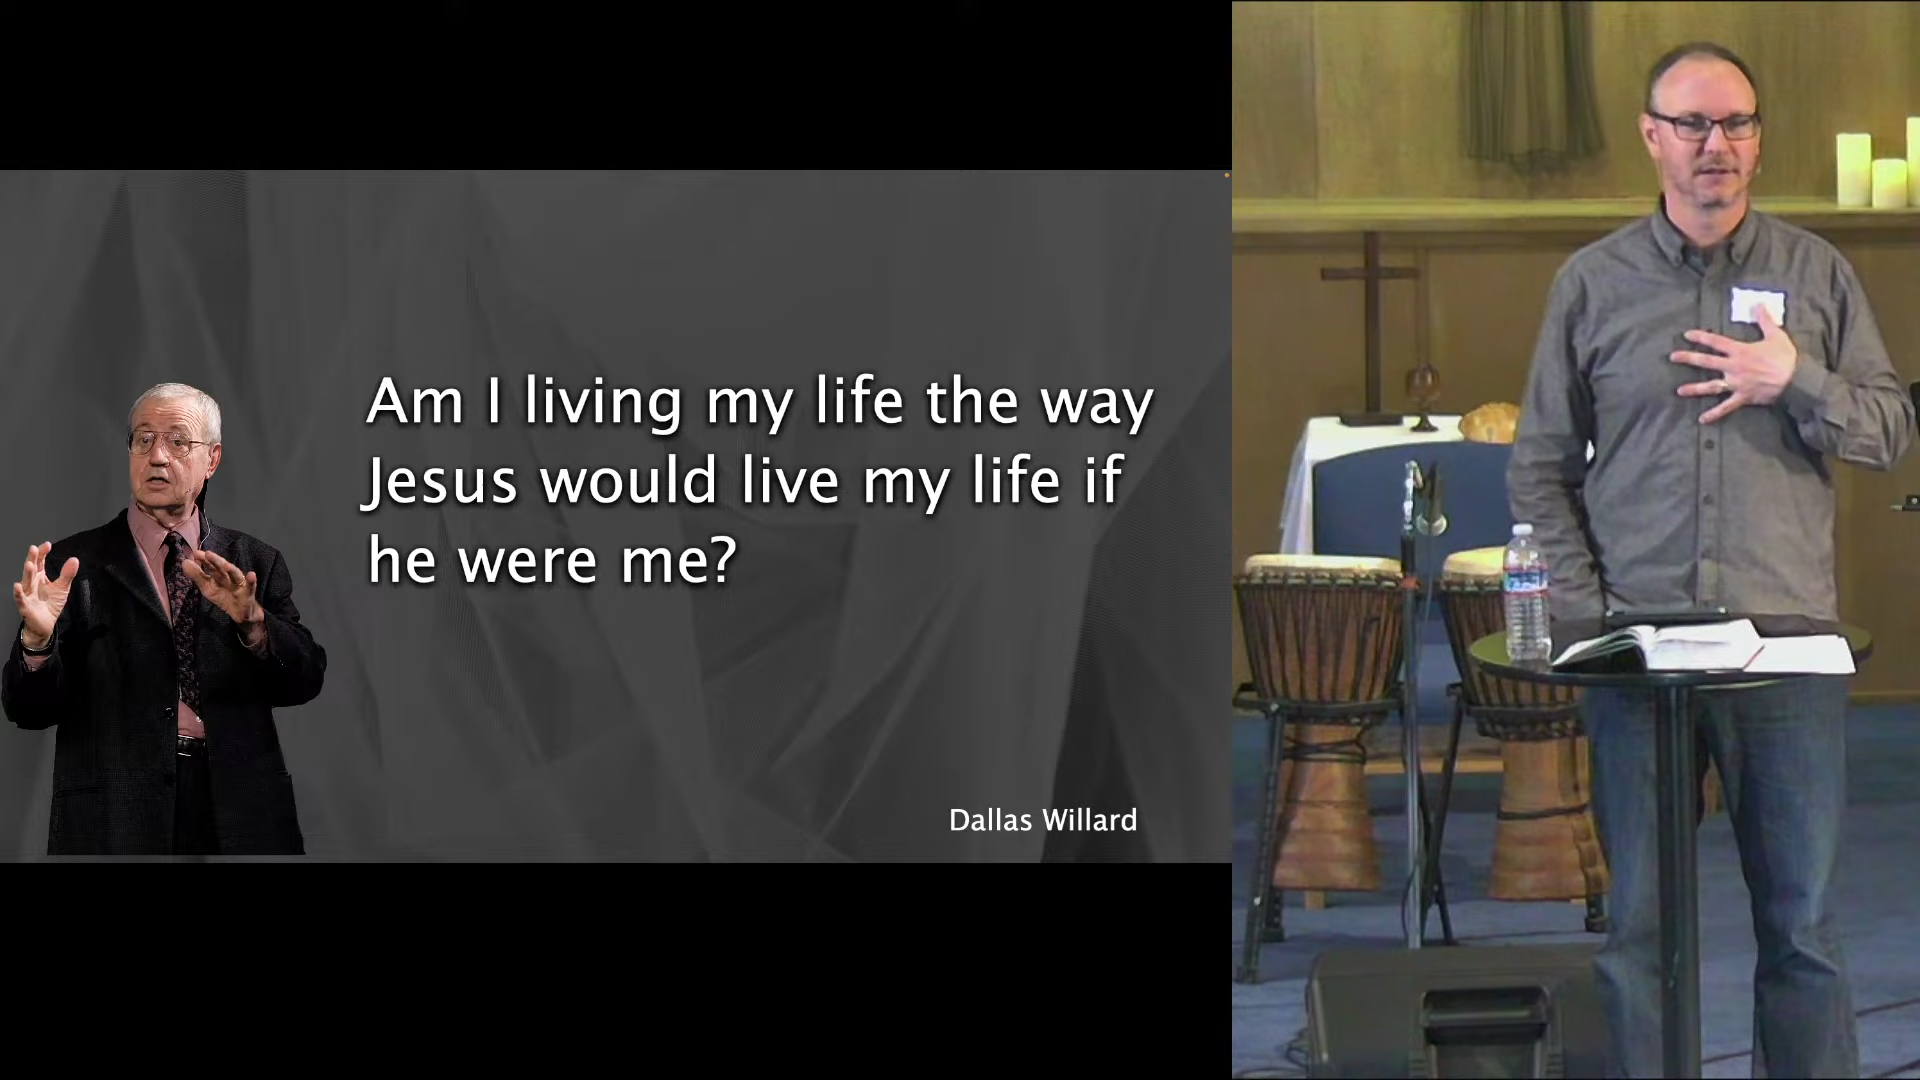 Am I living my life the way
Jesus would live my life if
he were me?
Dallas Willard